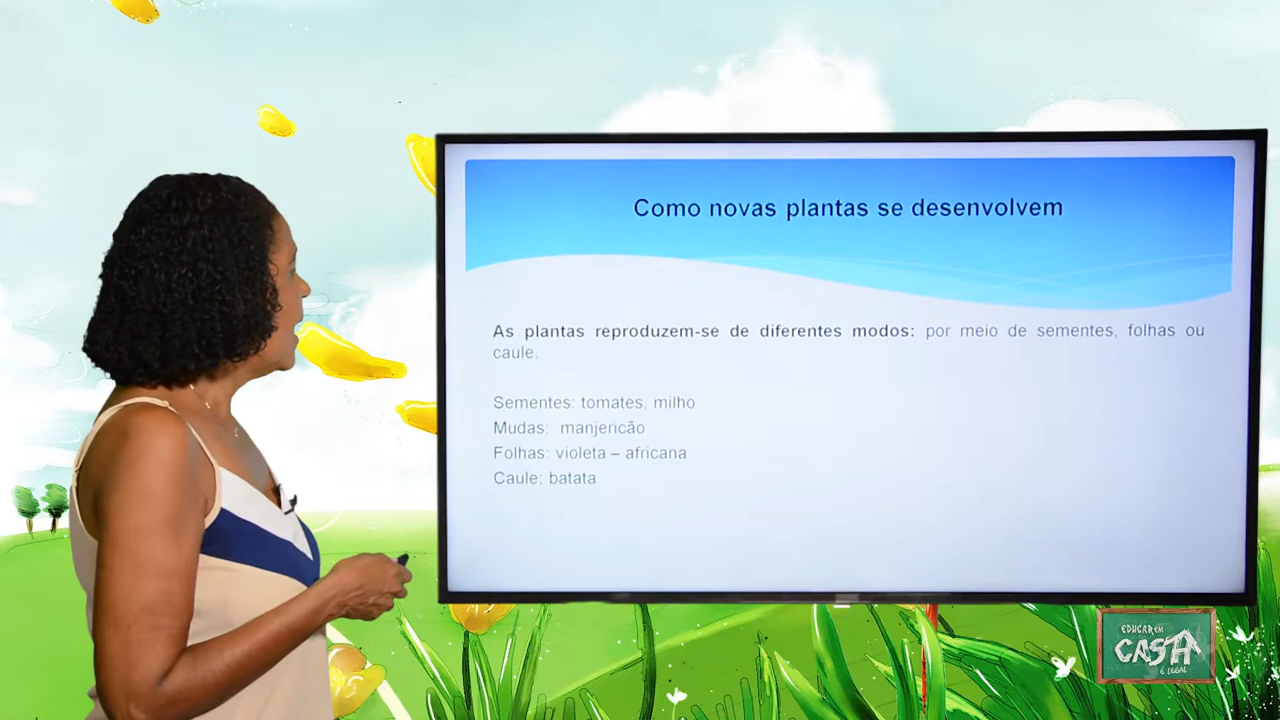 Como novas plantas se desenvolvem
As plantas reproduzem-se de diferentes modos: por meio de sementes, folhas ou
caule.
Sementes: tomates, milho
Mudas: manjericão
Folhas: violeta – africana
Caule: batata
EDUCAR EM
CASA
É LEGAL